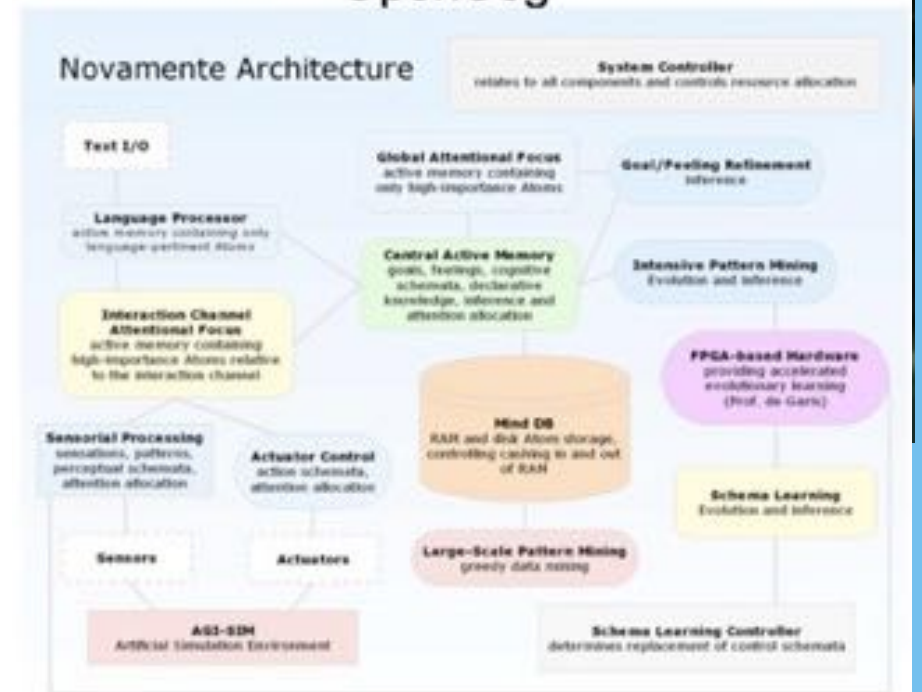 Novamente Architecture
System Controller
relates to all components and controls resource allocation
Text I/O
Global Attentional Focus
active memory containing
only high-importance Atoms
Goal/Feeling Refinement
Inference
Language Processor
active memory containing only
language-pertinent Atoms
Central Active Memory
goals, feelings, cognitive
schemata, declarative
knowledge, inference and
attention allocation
Intensive Pattern Mining
Evolution and inference
Interaction Channel
Attentional Focus
active memory containing
high-importance Atoms relative
to the interaction channel
FPGA-based Hardware
providing accelerated
evolutionary learning
(Prof. de Garis)
Mind DB
RAM and disk Atom storage,
controlling caching in and out
of RAM
Sensorial Processing
sensations, patterns,
perceptual schemata,
attention allocation
Actuator Control
action schemata,
attention allocation
Schema Learning
Evolution and inference
Sensors
Actuators
Large-Scale Pattern Mining
greedy data mining
AGI-SIM
Artificial Simulation Environment
Schema Learning Controller
determines replacement of control schemata